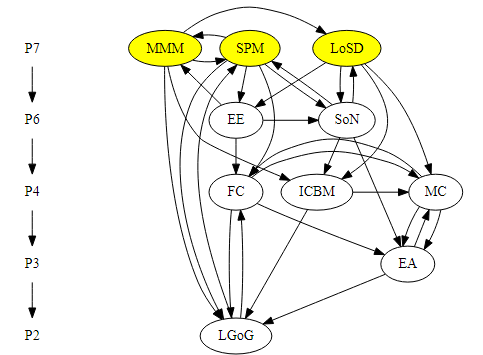 P7 MMM SPM LoSD
P6 EE SoN
P4 FC ICBM MC
P3 EA
P2 LGoG